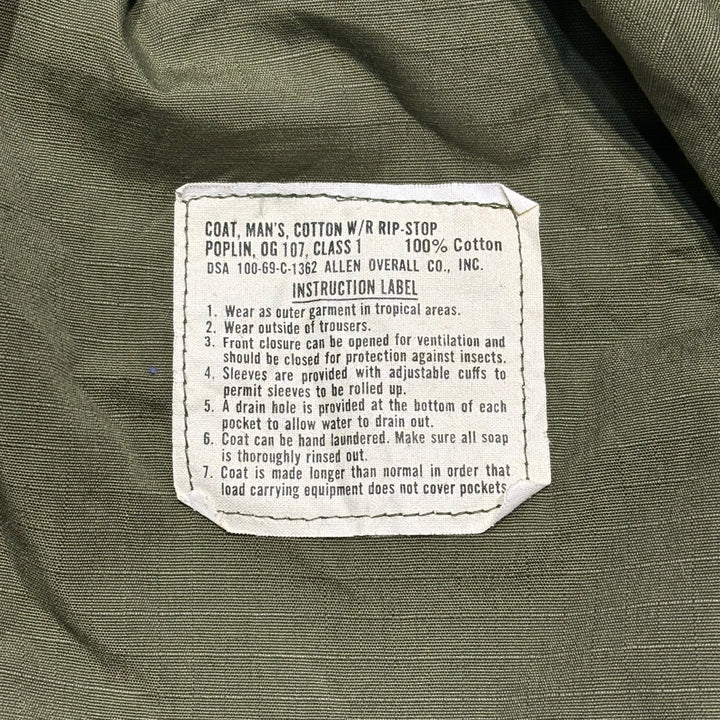 COAT, MAN'S, COTTON W/R RIP-STOP
POPLIN, OG 107, CLASS 1 100% Cotton
DSA 100-69-C-1362 ALLEN OVERALL CO., INC.
INSTRUCTION LABEL
1. Wear as outer garment in tropical areas.
2. Wear outside of trousers.
3. Front closure can be opened for ventilation and
should be closed for protection against insects.
4. Sleeves are provided with adjustable cuffs to
permit sleeves to be rolled up.
5. A drain hole is provided at the bottom of each
pocket to allow water to drain out.
6. Coat can be hand laundered. Make sure all soap
is thoroughly rinsed out.
7. Coat is made longer than normal in order that
load carrying equipment does not cover pockets